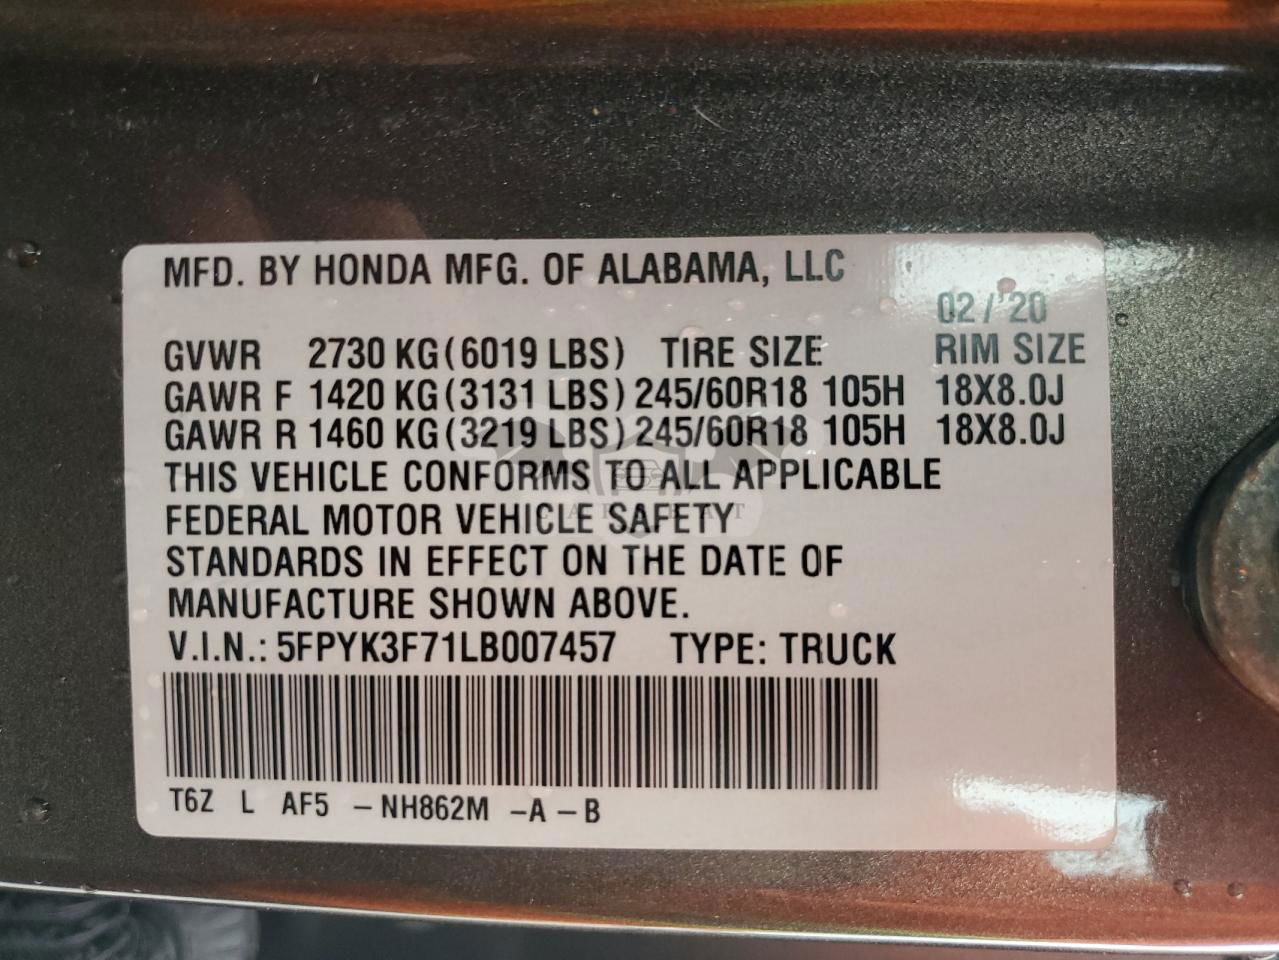 MFD. BY HONDA MFG. OF ALABAMA, LLC
02/'20
GVWR 2730 KG(6019 LBS) TIRE SIZE RIM SIZE
GAWR F 1420 KG(3131 LBS) 245/60R18 105H 18X8.0J
GAWR R 1460 KG(3219 LBS) 245/60R18 105H 18X8.0J
THIS VEHICLE CONFORMS TO ALL APPLICABLE
FEDERAL MOTOR VEHICLE SAFETY
STANDARDS IN EFFECT ON THE DATE OF
MANUFACTURE SHOWN ABOVE.
V.I.N.: 5FPYK3F71LB007457 TYPE: TRUCK
T6Z L AF5 -NH862M -A-B